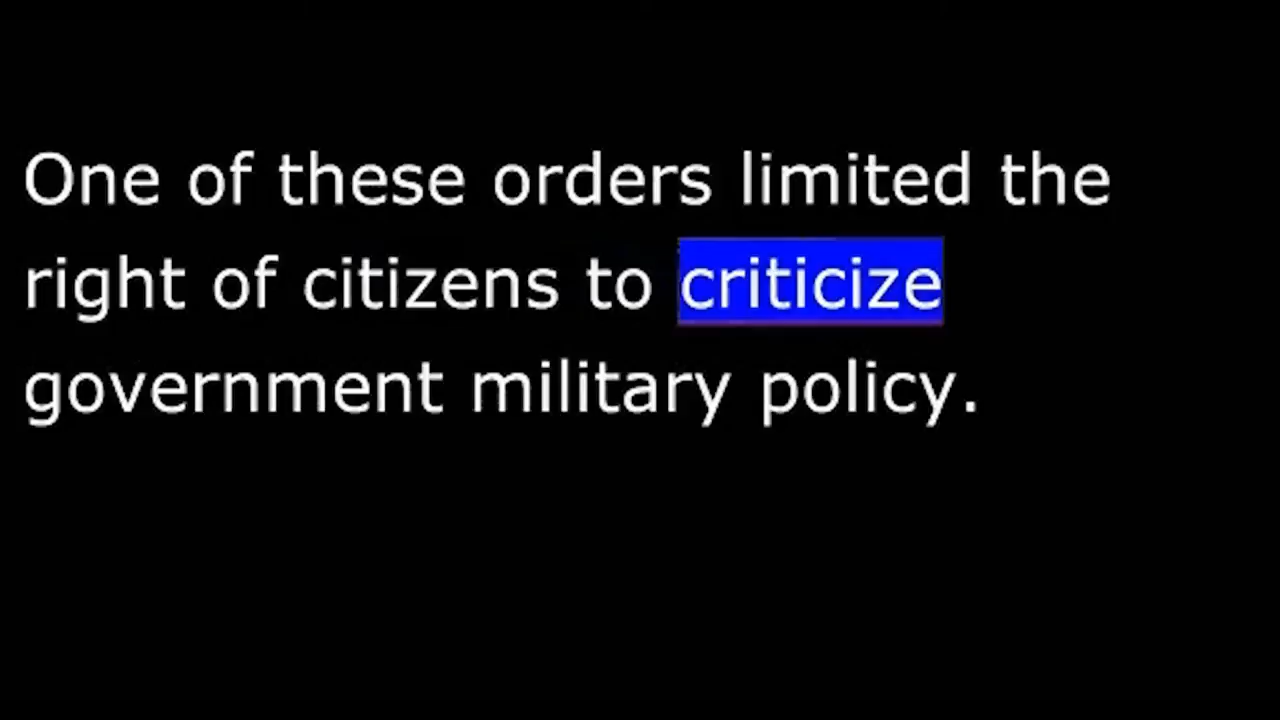 One of these orders limited the
right of citizens to criticize
government military policy.